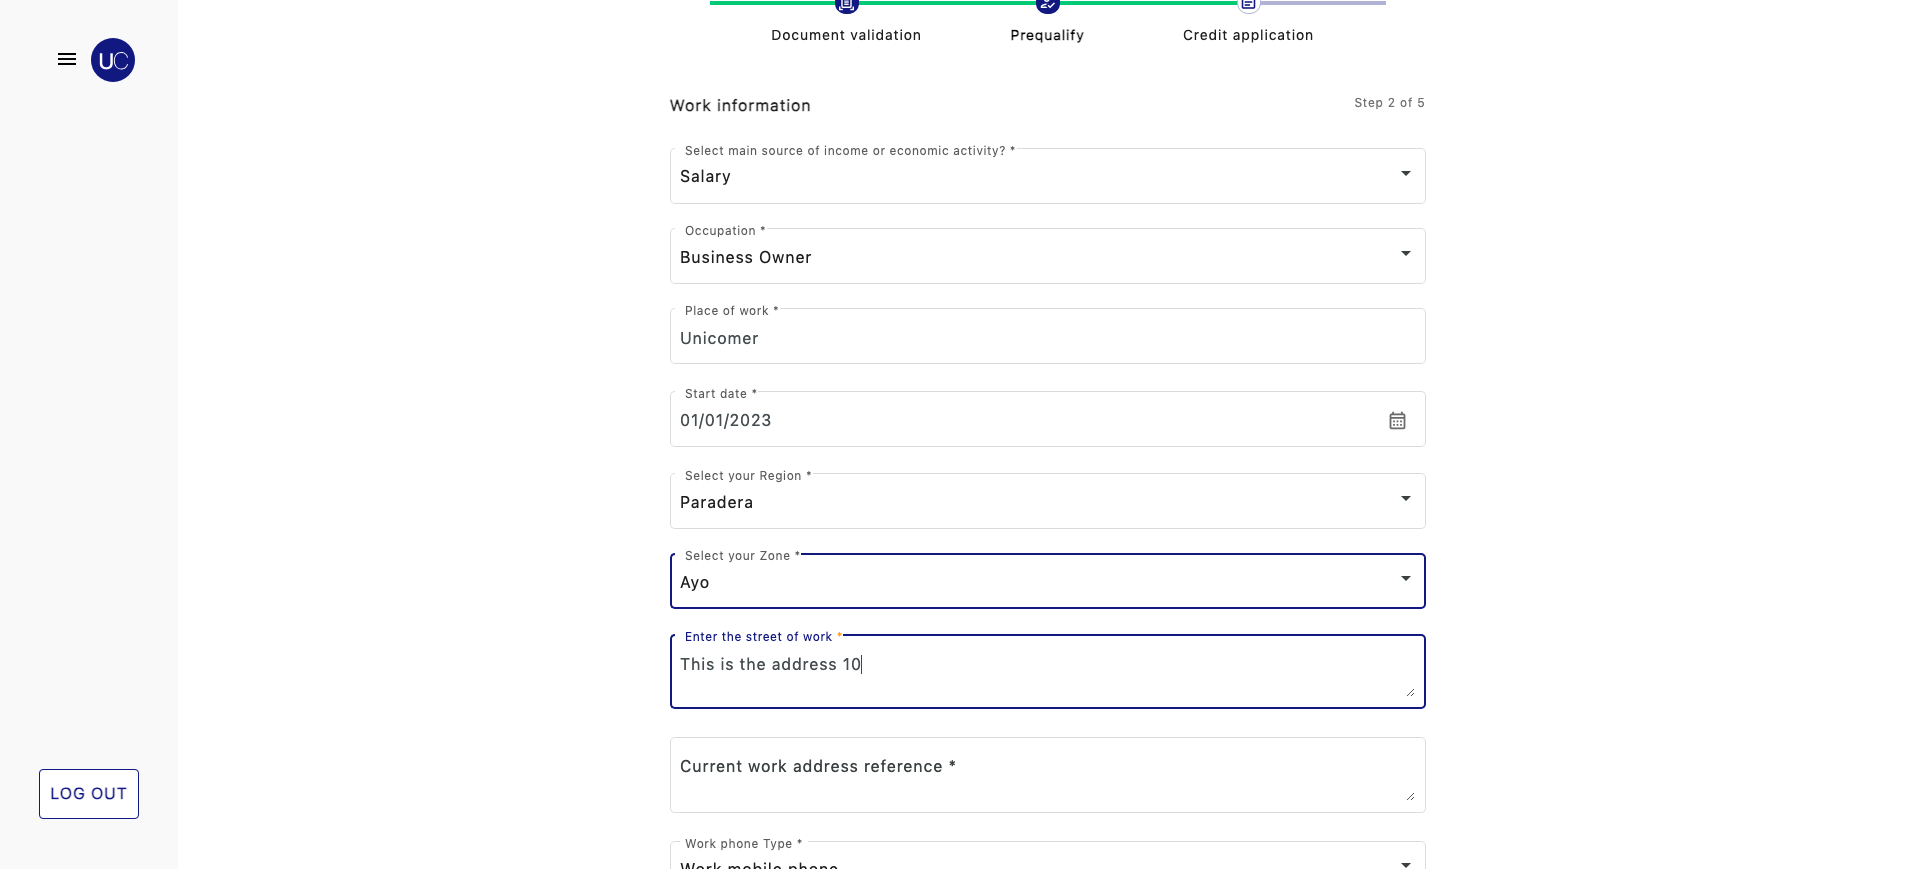 Document validation
Prequalify
Credit application
UC
Work information
Step 2 of 5
Select main source of income or economic activity? *
Salary
Occupation *
Business Owner
Place of work *
Unicomer
Start date *
01/01/2023
Select your Region *
Paradera
Select your Zone *
Ayo
Enter the street of work *
This is the address 10
Current work address reference *
LOG OUT
Work phone Type *
Work mobile phone